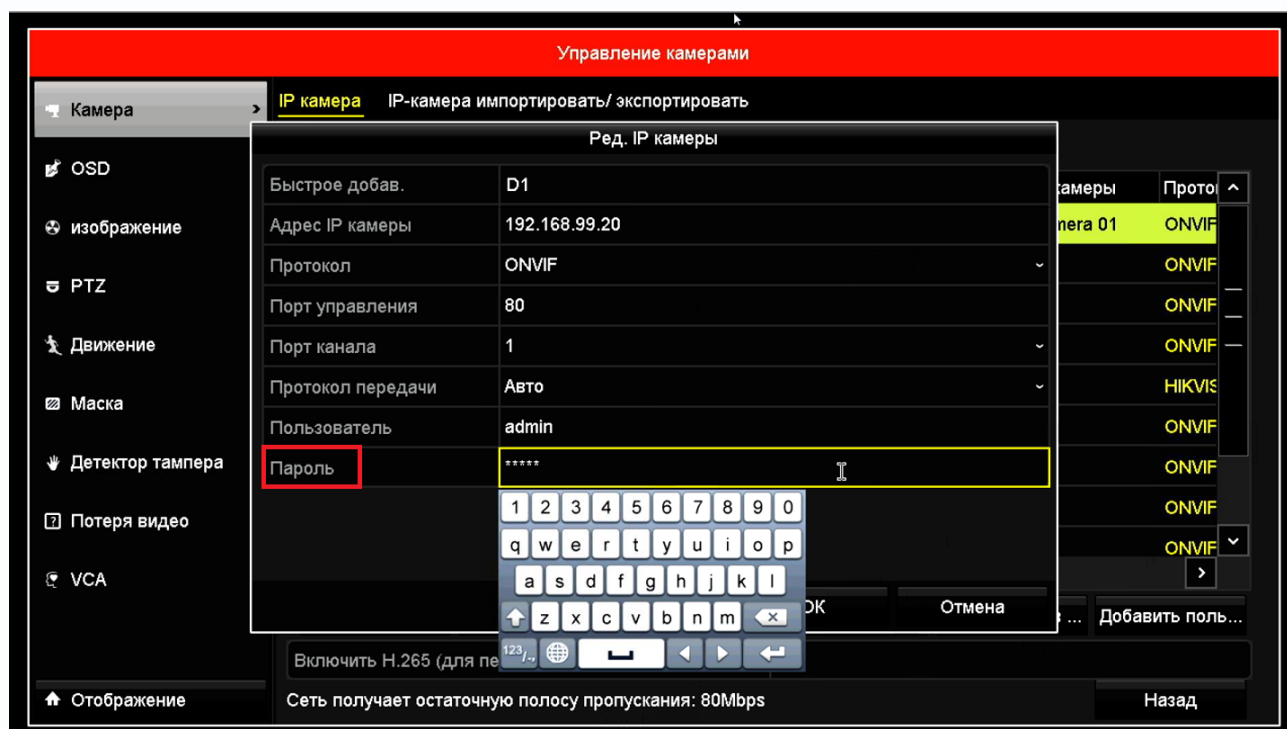 Управление камерами
Камера
IP камера IP-камера импортировать/ экспортировать
Ред. IP камеры
OSD
Быстрое добав. D1
камеры Прото
изображение
Адрес IP камеры 192.168.99.20
mera 01 ONVIF
Протокол ONVIF
ONVIF
PTZ
Порт управления 80
ONVIF
Движение
Порт канала 1
ONVIF
Протокол передачи Авто
HIKVIS
Маска
Пользователь admin
ONVIF
Детектор тампера
Пароль *****
ONVIF
1 2 3 4 5 6 7 8 9 0
ONVIF
Потеря видео
q w e r t y u i o p
ONVIF
VCA
a s d f g h j k l
z x c v b n m
ОК Отмена
... Добавить поль...
123/.,
Включить H.265 (для пе
Отображение
Сеть получает остаточную полосу пропускания: 80Mbps
Назад